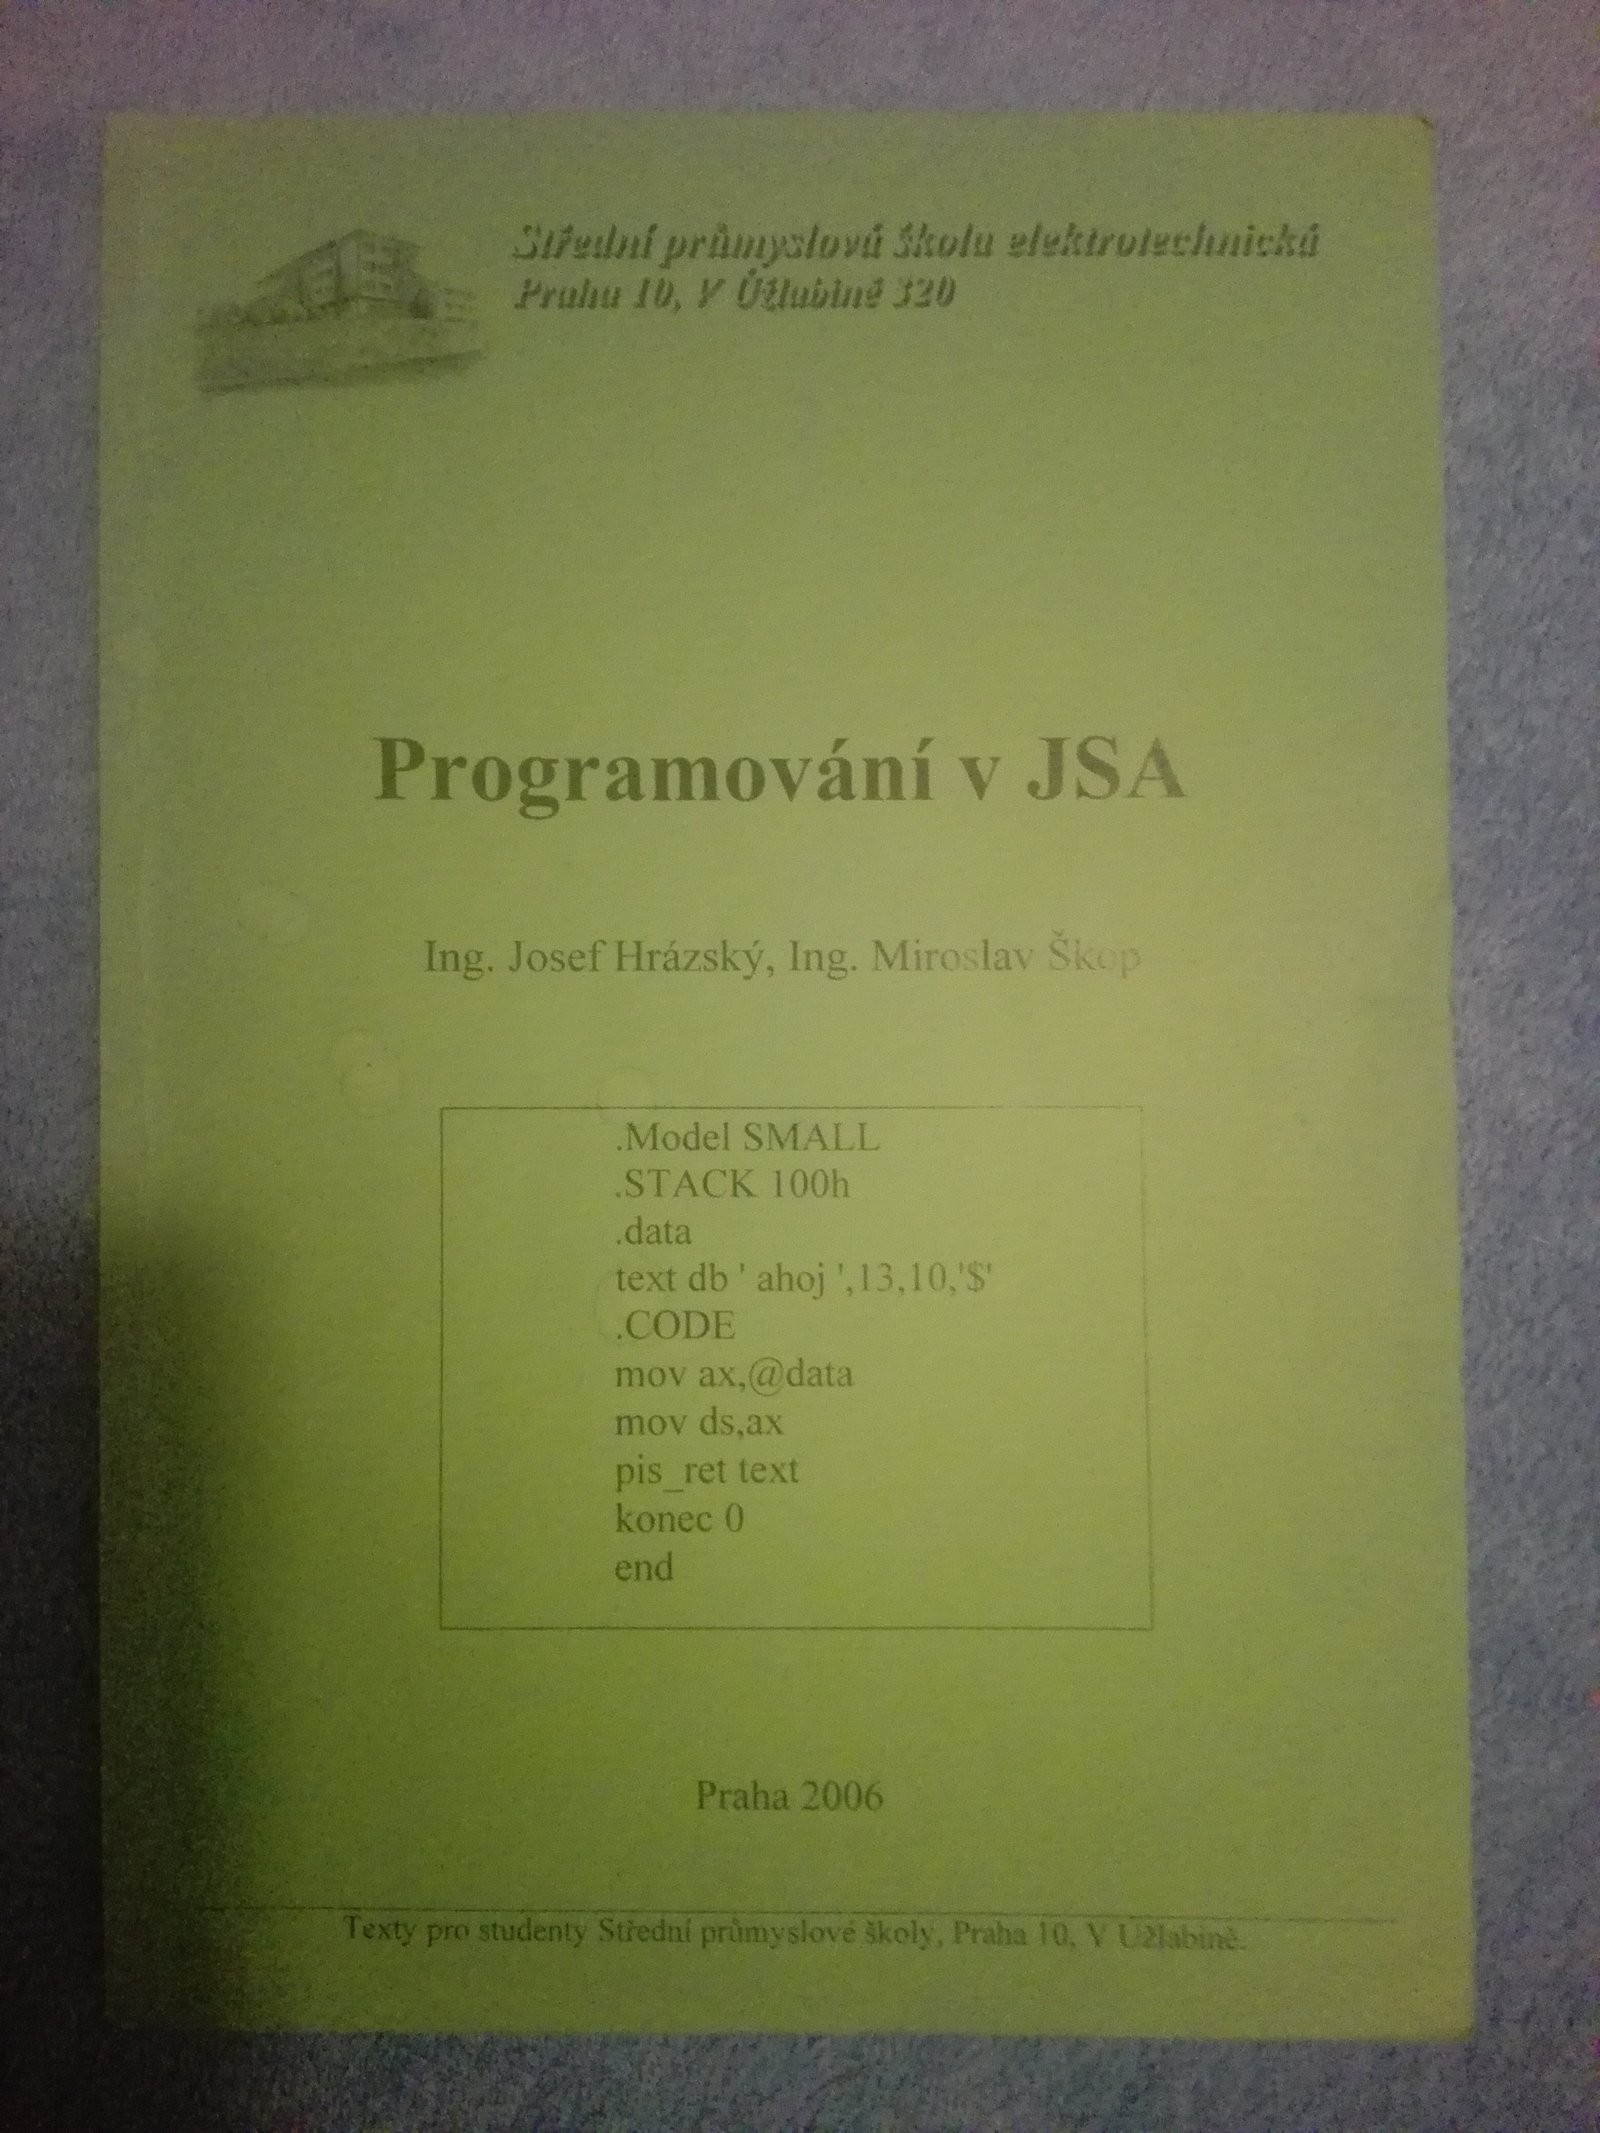 Střední průmyslová škola elektrotechnická
Praha 10, V Úžlabině 320
Programování v JSA
Ing. Josef Hrázský, Ing. Miroslav Škop
.Model SMALL
.STACK 100h
.data
text db ' ahoj ',13,10,'$'
.CODE
mov ax,@data
mov ds,ax
pis_ret text
konec 0
end
Praha 2006
Texty pro studenty Střední průmyslové školy, Praha 10, V Úžlabině.